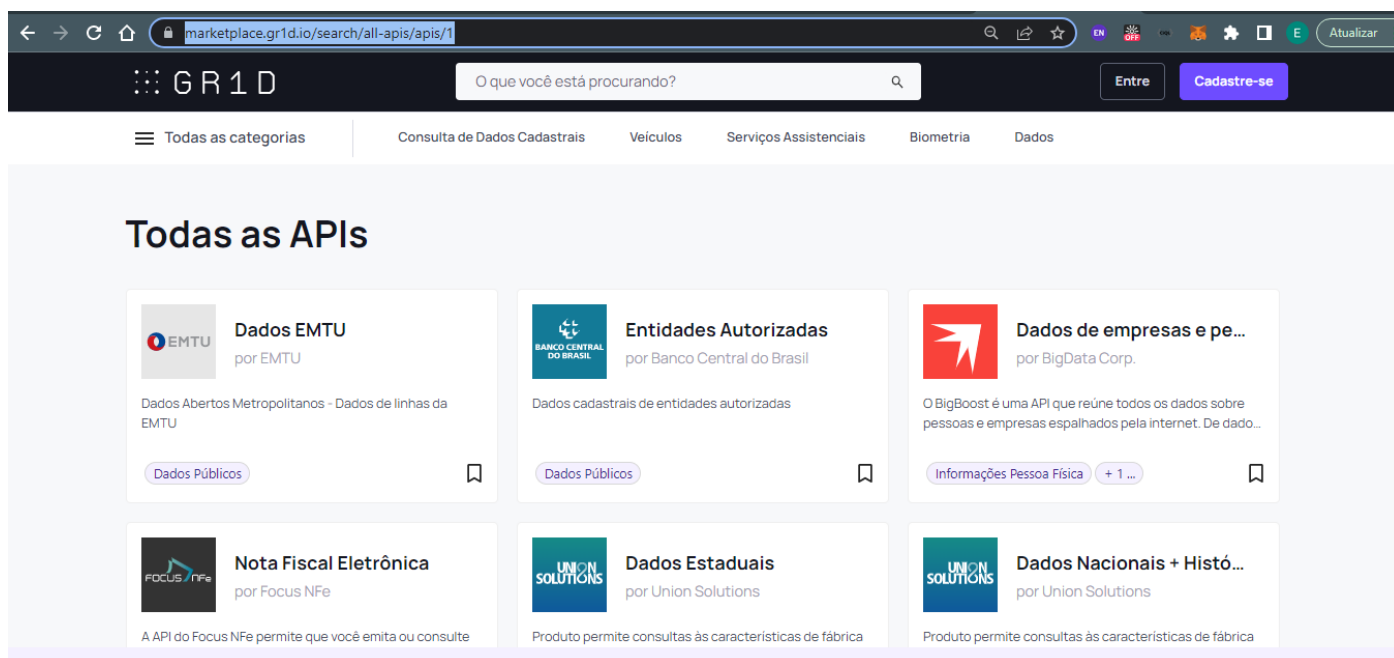 marketplace.gr1d.io/search/all-apis/apis/1
EN
OFF
E
Atualizar
GR1D
O que você está procurando?
Entre
Cadastre-se
Todas as categorias
Consulta de Dados Cadastrais
Veículos
Serviços Assistenciais
Biometria
Dados
Todas as APIs
EMTU
Dados EMTU
por EMTU
Dados Abertos Metropolitanos - Dados de linhas da
EMTU
Dados Públicos
BANCO CENTRAL
DO BRASIL
Entidades Autorizadas
por Banco Central do Brasil
Dados cadastrais de entidades autorizadas
Dados Públicos
Dados de empresas e pe...
por BigData Corp.
O BigBoost é uma API que reúne todos os dados sobre
pessoas e empresas espalhados pela internet. De dado...
Informações Pessoa Física
+ 1 ...
FOCUS NFe
Nota Fiscal Eletrônica
por Focus NFe
A API do Focus NFe permite que você emita ou consulte
UNION
SOLUTIONS
Dados Estaduais
por Union Solutions
Produto permite consultas às características de fábrica
UNION
SOLUTIONS
Dados Nacionais + Histó...
por Union Solutions
Produto permite consultas às características de fábrica